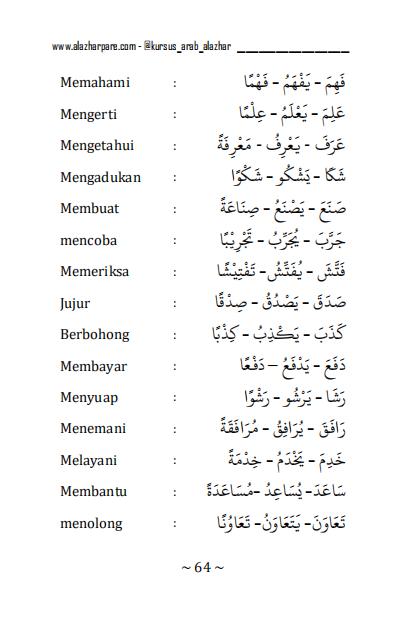 www.alazharpare.com - @kursus_arab_alazhar ___________
Memahami : فَهِمَ – يَفْهَمُ – فَهْمًا
Mengerti : عَلِمَ – يَعْلَمُ – عِلْمًا
Mengetahui : عَرَفَ - يَعْرِفُ - مَعْرِفَةً
Mengadukan : شَكَا – يَشْكُو – شَكْوًا
Membuat : صَنَعَ – يَصْنَعُ – صِنَاعَةً
mencoba : جَرَّبَ – يُجَرِّبُ – تَجْرِيْبًا
Memeriksa : فَتَّشَ – يُفَتِّشُ– تَفْتِيْشًا
Jujur : صَدَقَ – يَصْدُقُ – صِدْقًا
Berbohong : كَذَبَ – يَكْذِبُ – كِذْبًا
Membayar : دَفَعَ – يَدْفَعُ – دَفْعًا
Menyuap : رَشَا – يَرْشُو – رَشْوًا
Menemani : رَافَقَ – يُرَافِقُ – مُرَافَقَةً
Melayani : خَدِمَ – يَخْدَمُ – خِدْمَةً
Membantu : سَاعَدَ– يُسَاعِدُ –مُسَاعَدَةً
menolong : تَعَاوَنَ– يَتَعَاوَنُ– تَعَاوُنًا
~ 64 ~